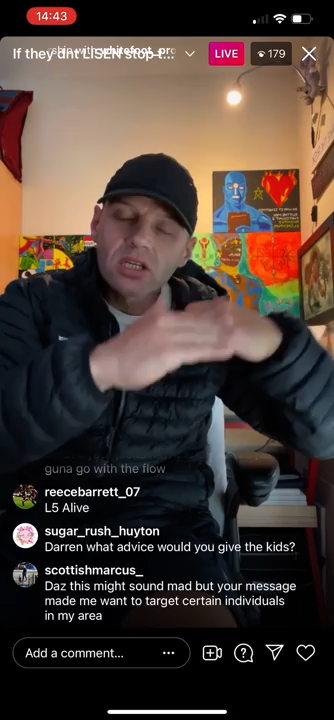 14:43
If they dnt LISEN stop t...
LIVE
179
guna go with the flow
reecebarrett_07
L5 Alive
sugar_rush_huyton
Darren what advice would you give the kids?
scottishmarcus_
Daz this might sound mad but your message
made me want to target certain individuals
in my area
Add a comment...